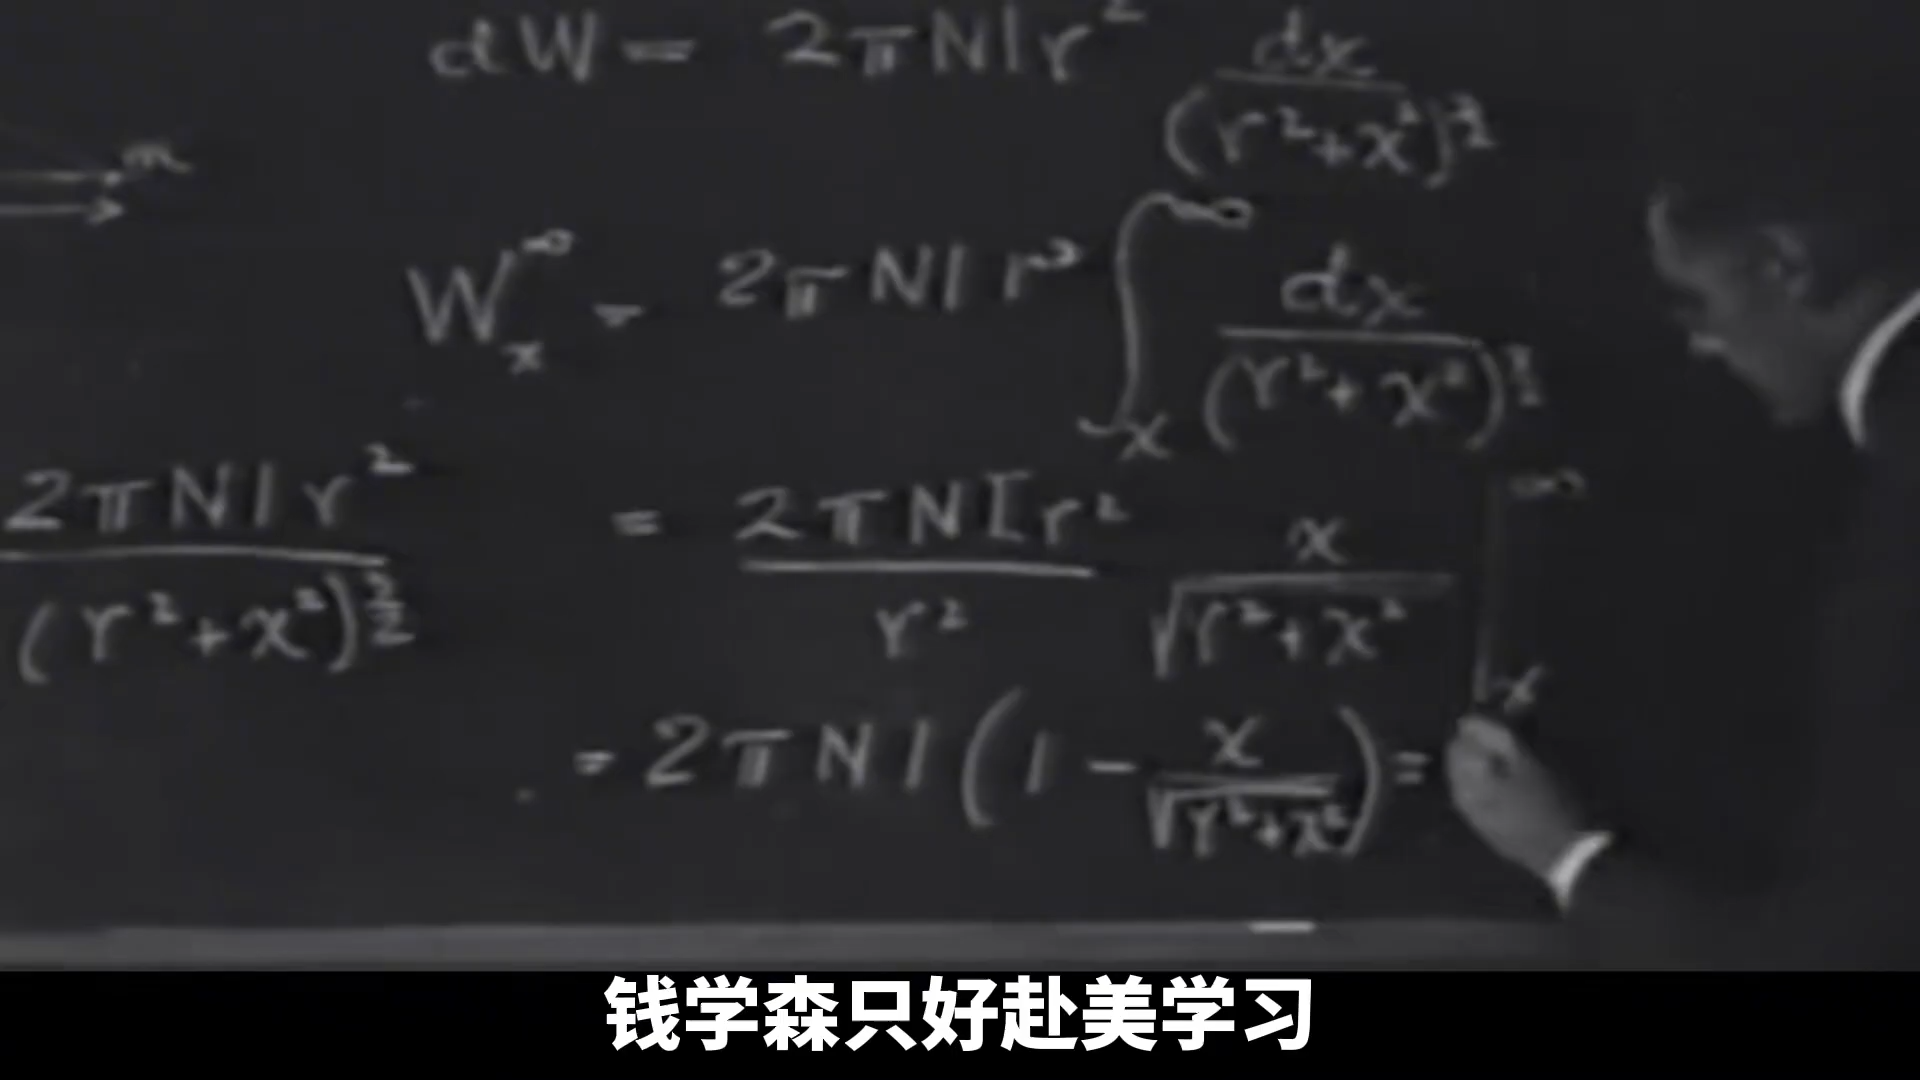 dW = 2πNIr² dx / (r²+x²)^3/2
m
W_x^∞ = 2πNIr² ∫_x^∞ dx / (r²+x²)^3/2
2πNIr² / (r²+x²)^3/2
= 2πNIr² / r² x / √r²+x² |_x^∞
= 2πNI(1 − x / √r²+x²) =
钱学森只好赴美学习